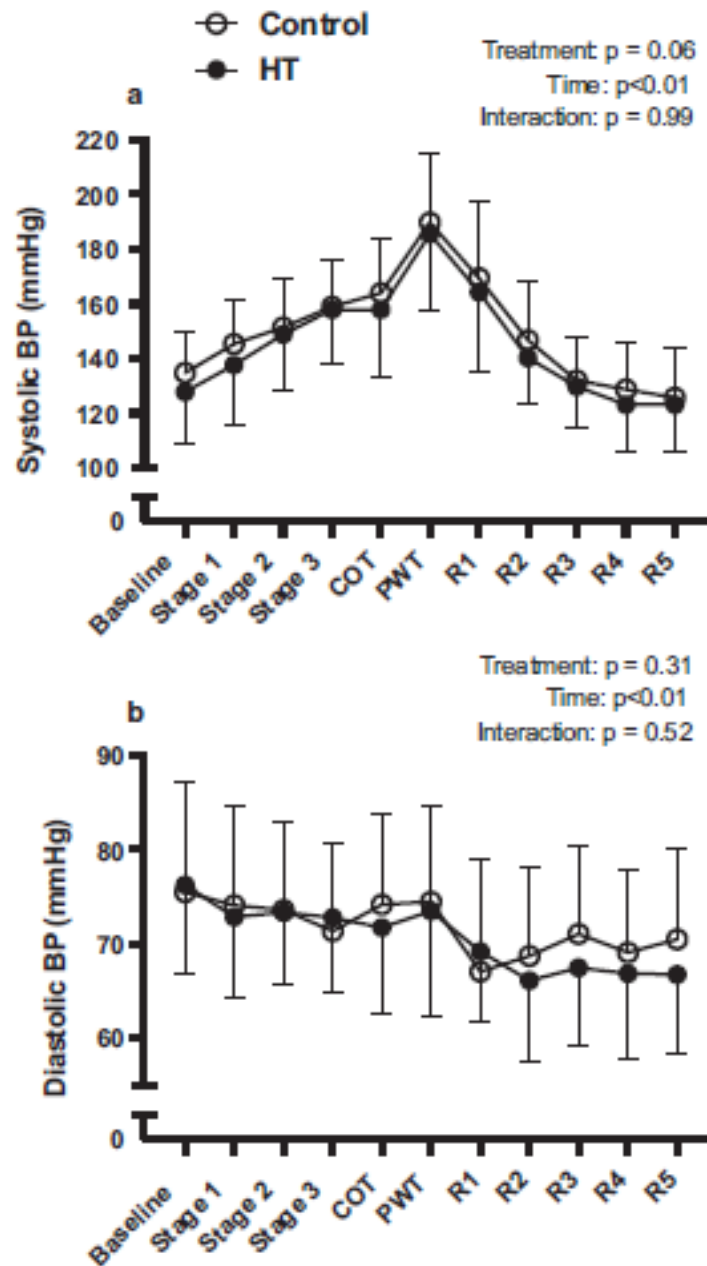 Control
HT
Treatment: p = 0.06
Time: p<0.01
Interaction: p = 0.99
a
220
200
180
160
140
120
100
0
Systolic BP (mmHg)
Baseline
Stage 1
Stage 2
Stage 3
COT
PWT
R1
R2
R3
R4
R5
Treatment: p = 0.31
Time: p<0.01
Interaction: p = 0.52
b
90
80
70
60
0
Diastolic BP (mmHg)
Baseline
Stage 1
Stage 2
Stage 3
COT
PWT
R1
R2
R3
R4
R5